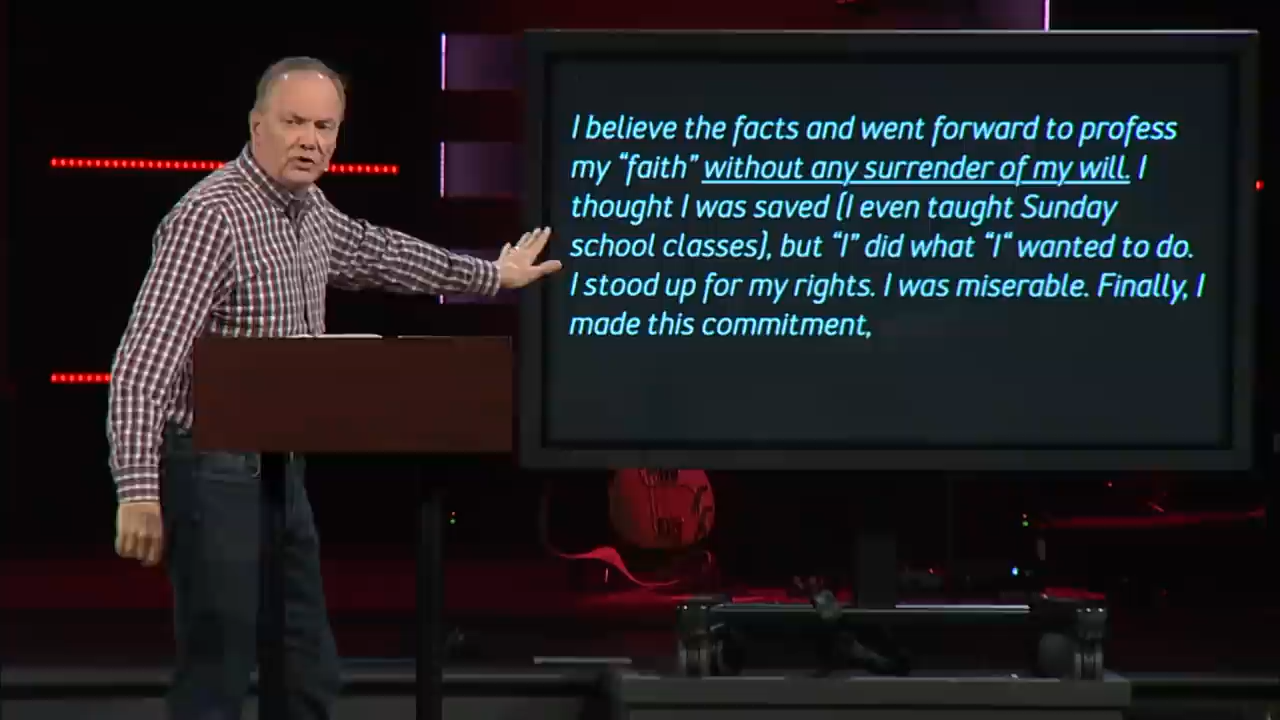 I believe the facts and went forward to profess
my “faith” without any surrender of my will. I
thought I was saved (I even taught Sunday
school classes), but “I” did what “I“ wanted to do.
I stood up for my rights. I was miserable. Finally, I
made this commitment,